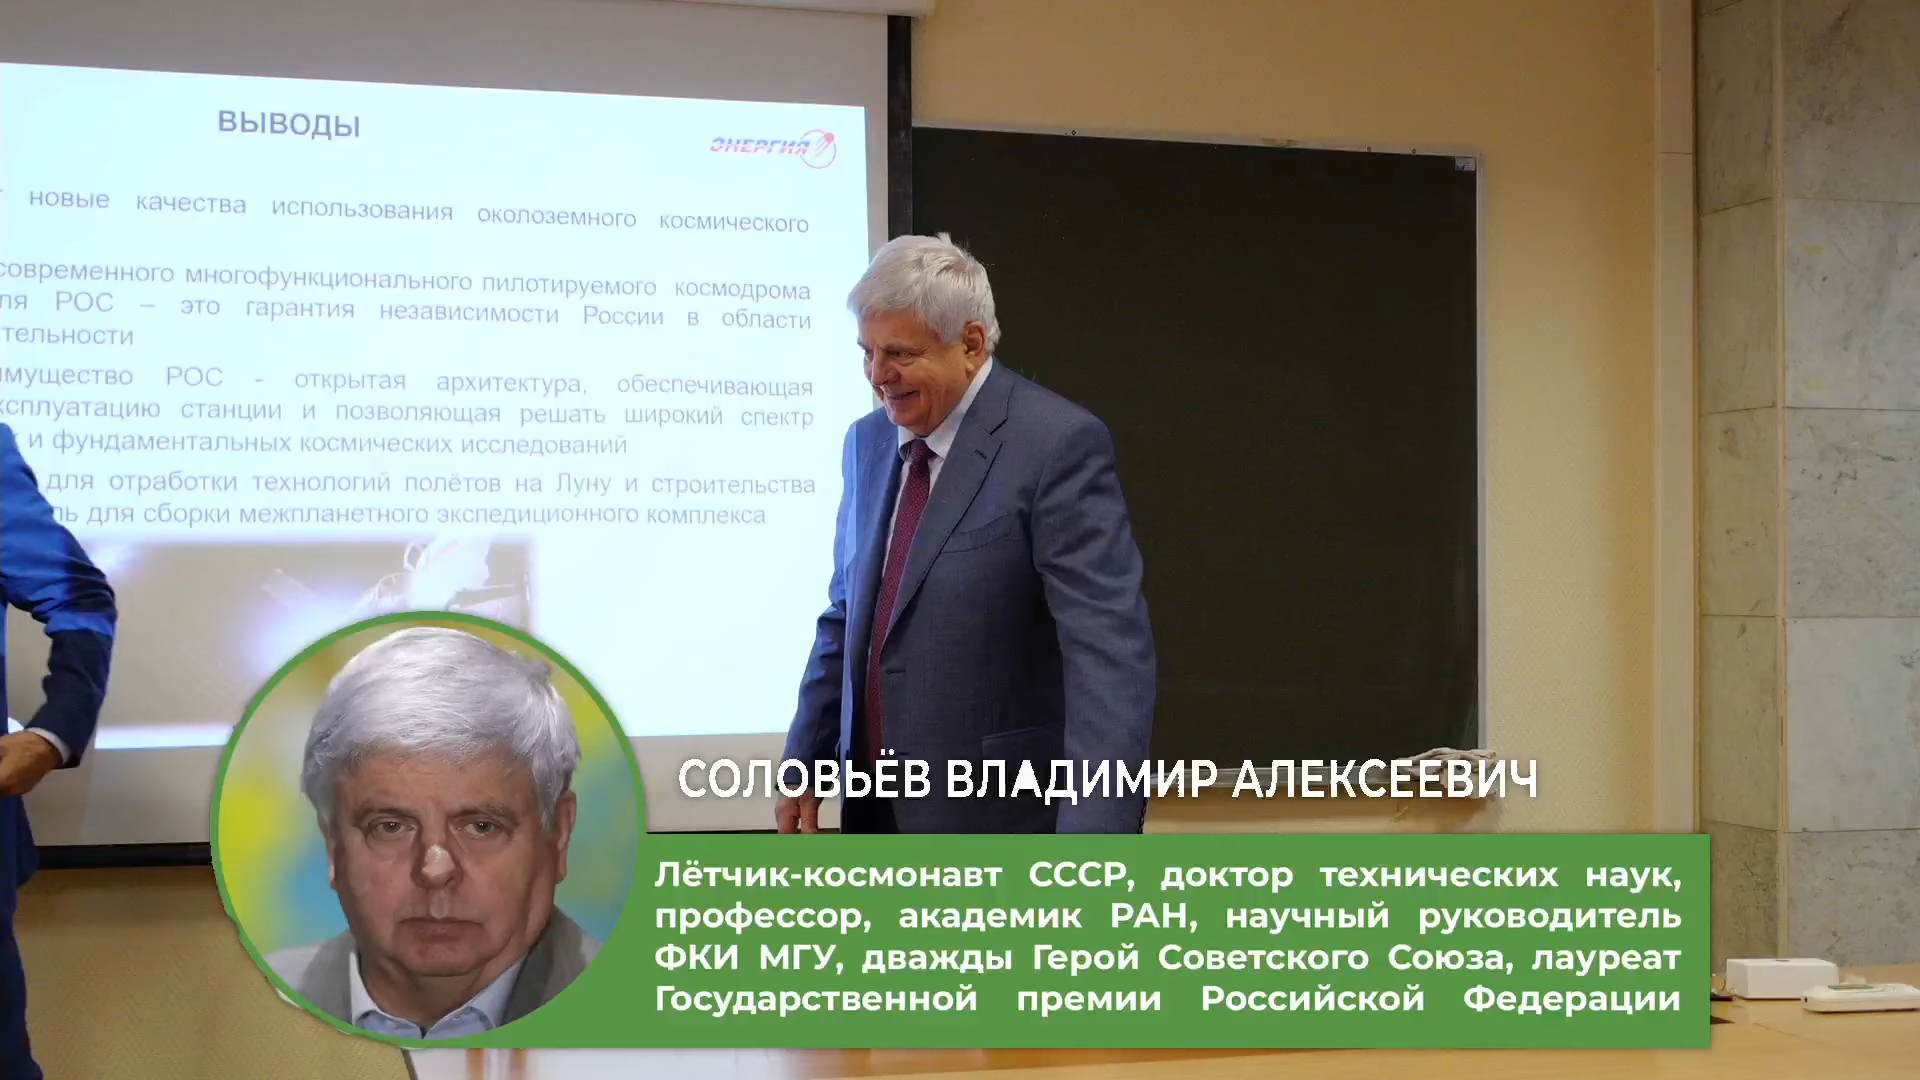 ВЫВОДЫ
ЭНЕРГИЯ
новые качества использования околоземного космического
современного многофункционального пилотируемого космодрома
РОС – это гарантия независимости России в области
РОС - открытая архитектура, обеспечивающая
станции и позволяющая решать широкий спектр
и фундаментальных космических исследований
для отработки технологий полётов на Луну и строительства
для сборки межпланетного экспедиционного комплекса
СОЛОВЬЁВ ВЛАДИМИР АЛЕКСЕЕВИЧ
Лётчик-космонавт СССР, доктор технических наук,
профессор, академик РАН, научный руководитель
ФКИ МГУ, дважды Герой Советского Союза, лауреат
Государственной премии Российской Федерации